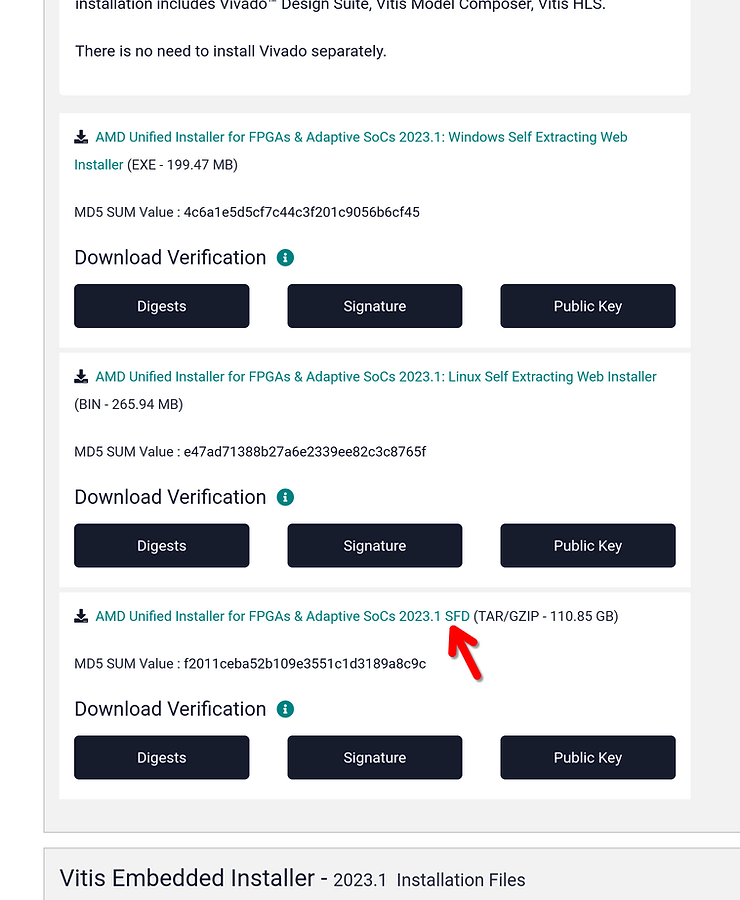 installation includes Vivado™ Design Suite, Vitis Model Composer, Vitis HLS.
There is no need to install Vivado separately.
AMD Unified Installer for FPGAs & Adaptive SoCs 2023.1: Windows Self Extracting Web
Installer (EXE - 199.47 MB)
MD5 SUM Value : 4c6a1e5d5cf7c44c3f201c9056b6cf45
Download Verification
Digests Signature Public Key
AMD Unified Installer for FPGAs & Adaptive SoCs 2023.1: Linux Self Extracting Web Installer
(BIN - 265.94 MB)
MD5 SUM Value : e47ad71388b27a6e2339ee82c3c8765f
Download Verification
Digests Signature Public Key
AMD Unified Installer for FPGAs & Adaptive SoCs 2023.1 SFD (TAR/GZIP - 110.85 GB)
MD5 SUM Value : f2011ceba52b109e3551c1d3189a8c9c
Download Verification
Digests Signature Public Key
Vitis Embedded Installer - 2023.1 Installation Files